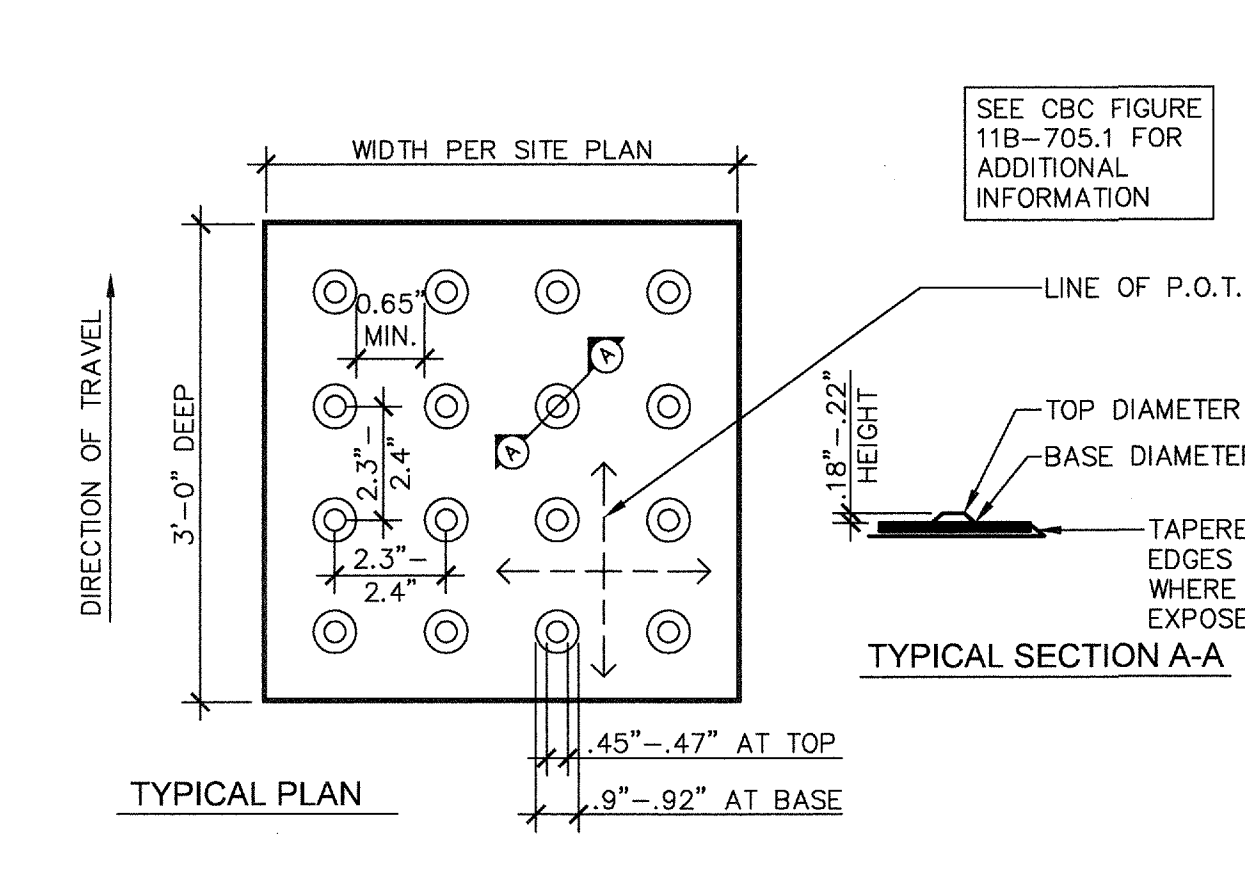 SEE CBC FIGURE
11B-705.1 FOR
ADDITIONAL
INFORMATION
WIDTH PER SITE PLAN
LINE OF P.O.T.
DIRECTION OF TRAVEL
3'-0" DEEP
0.65"
MIN.
A
A
2.3"-
2.4"
2.3"-
2.4"
.18"-.22"
HEIGHT
TOP DIAMETER
BASE DIAMETER
TAPERE
EDGES
WHERE
EXPOSE
TYPICAL SECTION A-A
.45"-.47" AT TOP
.9"-.92" AT BASE
TYPICAL PLAN